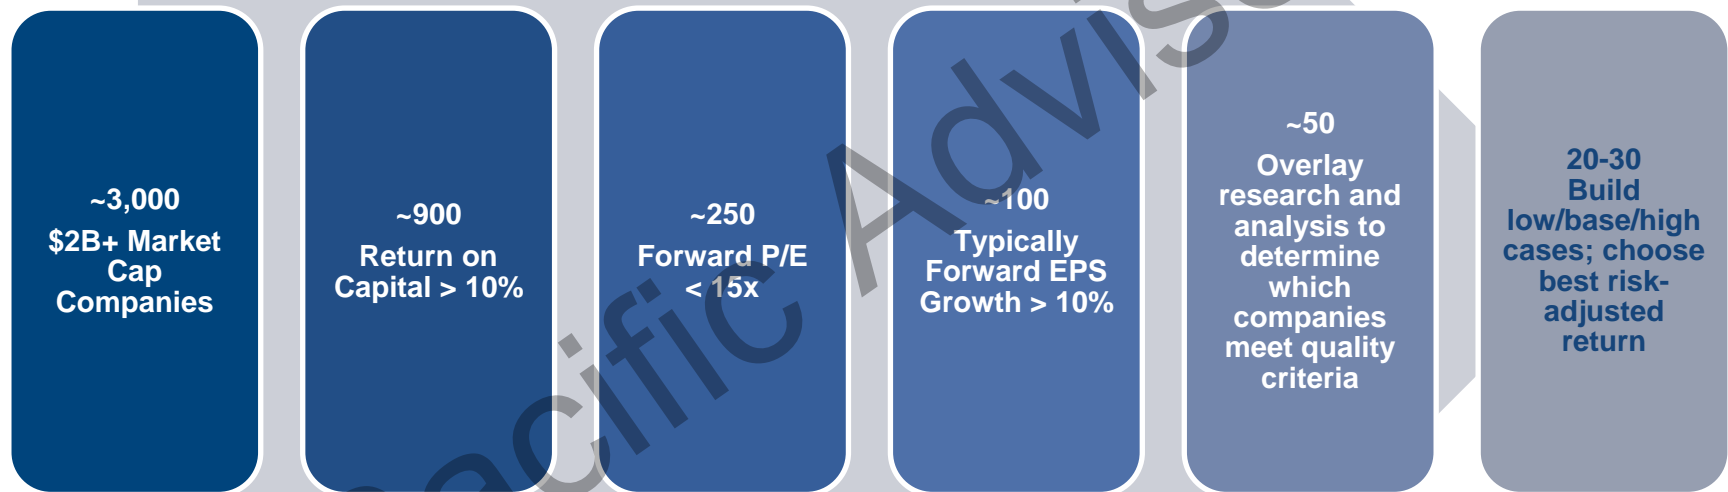 ~3,000
$2B+ Market
Cap
Companies
~900
Return on
Capital > 10%
~250
Forward P/E
< 15x
~100
Typically
Forward EPS
Growth > 10%
~50
Overlay
research and
analysis to
determine
which
companies
meet quality
criteria
20-30
Build
low/base/high
cases; choose
best risk-
adjusted
return